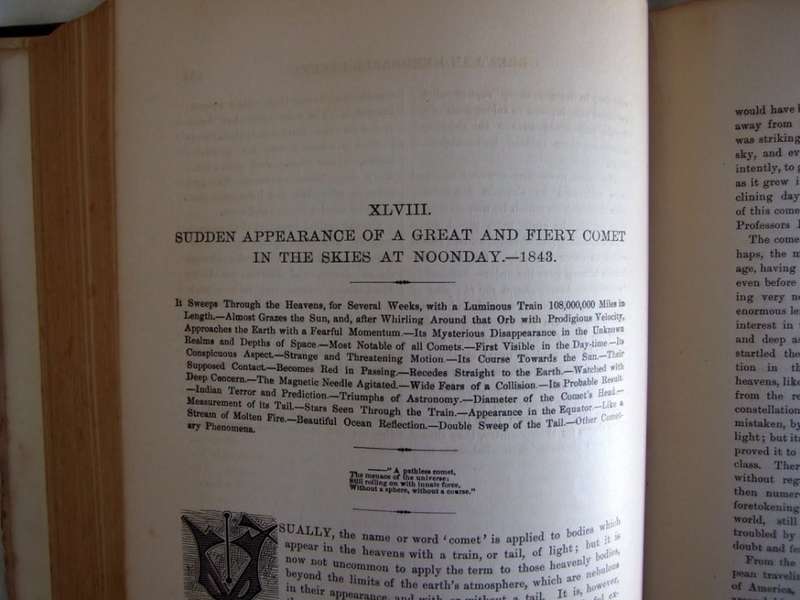 XLVIII.
SUDDEN APPEARANCE OF A GREAT AND FIERY COMET
IN THE SKIES AT NOONDAY.—1843.
It Sweeps Through the Heavens, for Several Weeks, with a Luminous Train 108,000,000 Miles in
Length.—Almost Grazes the Sun, and, after Whirling Around that Orb with Prodigious Velocity,
Approaches the Earth with a Fearful Momentum.—Its Mysterious Disappearance in the Unknown
Realms and Depths of Space.—Most Notable of all Comets.—First Visible in the Day-time.—Its
Conspicuous Aspect.—Strange and Threatening Motion.—Its Course Towards the Sun.—Their
Supposed Contact.—Becomes Red in Passing.—Recedes Straight to the Earth.—Watched with
Deep Concern.—The Magnetic Needle Agitated.—Wide Fears of a Collision.—Its Probable Result.
—Indian Terror and Prediction.—Triumphs of Astronomy.—Diameter of the Comet's Head.—
Measurement of its Tail.—Stars Seen Through the Train.—Appearance in the Equator.—Like a
Stream of Molten Fire.—Beautiful Ocean Reflection.—Double Sweep of the Tail.—Other Comet-
ary Phenomena.
——"A pathless comet,
The menace of the universe;
Still rolling on with innate force,
Without a sphere, without a course."
USUALLY, the name or word 'comet' is applied to bodies which
appear in the heavens with a train, or tail, of light; but it is
now not uncommon to apply the term to those heavenly bodies,
beyond the limits of the earth's atmosphere, which are nebulous
in their appearance, and with or without a tail. It is, however,
would have
away from
was striking
sky, and
intently, to
as it grew
clining day
of this
Professors
The come
haps, the
age, having
even before
ing very
enormous
interest in
and deep as
startled the
tion in
heavens,
from the
constellation
mistaken,
light; but
proved it to
class.
without
then
foretokening
world, still
troubled by
doubt and
From the
pean
of America,